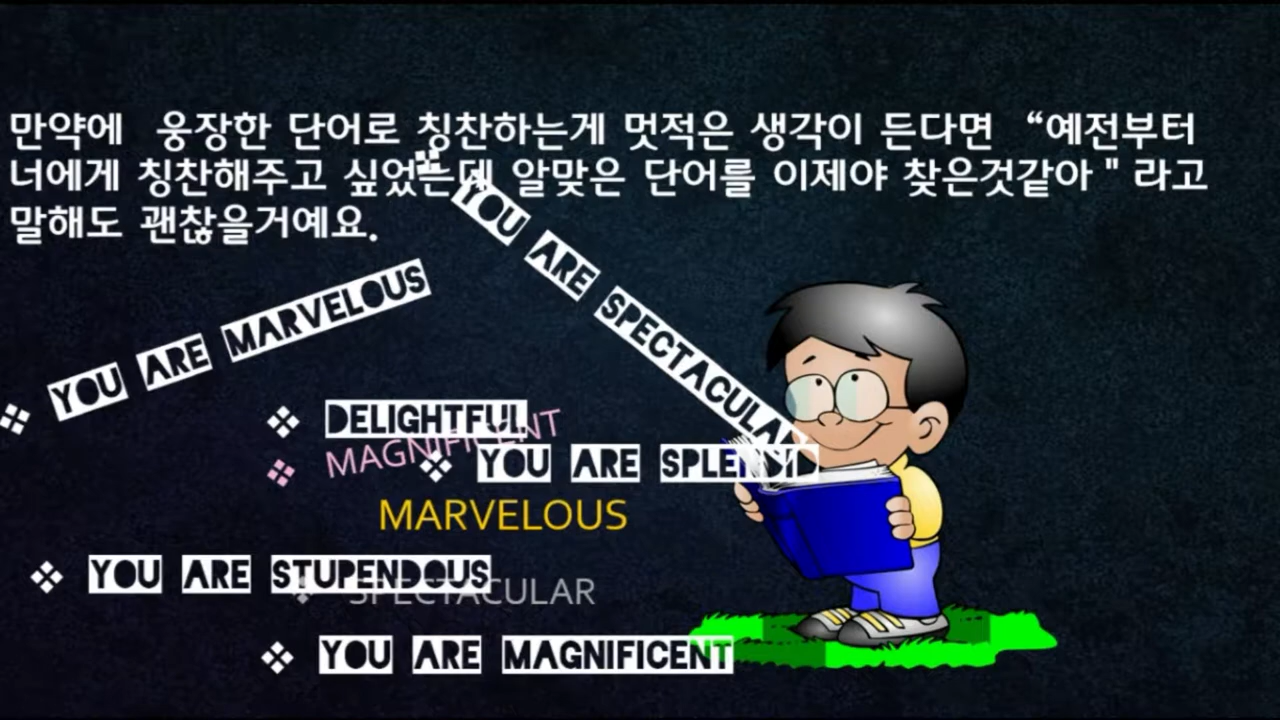 만약에 웅장한 단어로 칭찬하는게 멋적은 생각이 든다면 “예전부터
너에게 칭찬해주고 싶었는데 알맞은 단어를 이제야 찾은것같아 " 라고
말해도 괜찮을거예요.
YOU ARE SPECTACULAR
YOU ARE MARVELOUS
DELIGHTFUL
MAGNIFICENT
YOU ARE
MARVELOUS
YOU ARE STUPENDOUS
SPECTACULAR
YOU ARE MAGNIFICENT